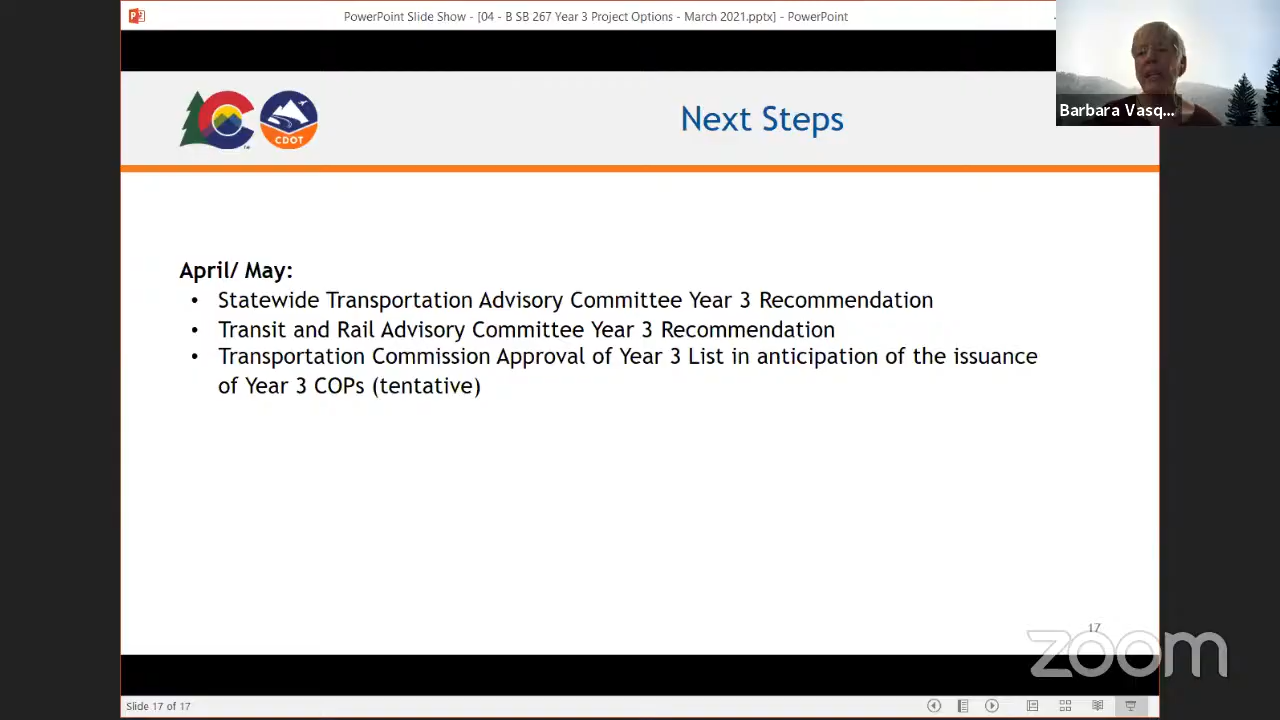 PowerPoint Slide Show - [04 - B SB 267 Year 3 Project Options - March 2021.pptx] - PowerPoint
Barbara Vasq...
CDOT
Next Steps
April/ May:
• Statewide Transportation Advisory Committee Year 3 Recommendation
• Transit and Rail Advisory Committee Year 3 Recommendation
• Transportation Commission Approval of Year 3 List in anticipation of the issuance
of Year 3 COPs (tentative)
17
zoom
Slide 17 of 17